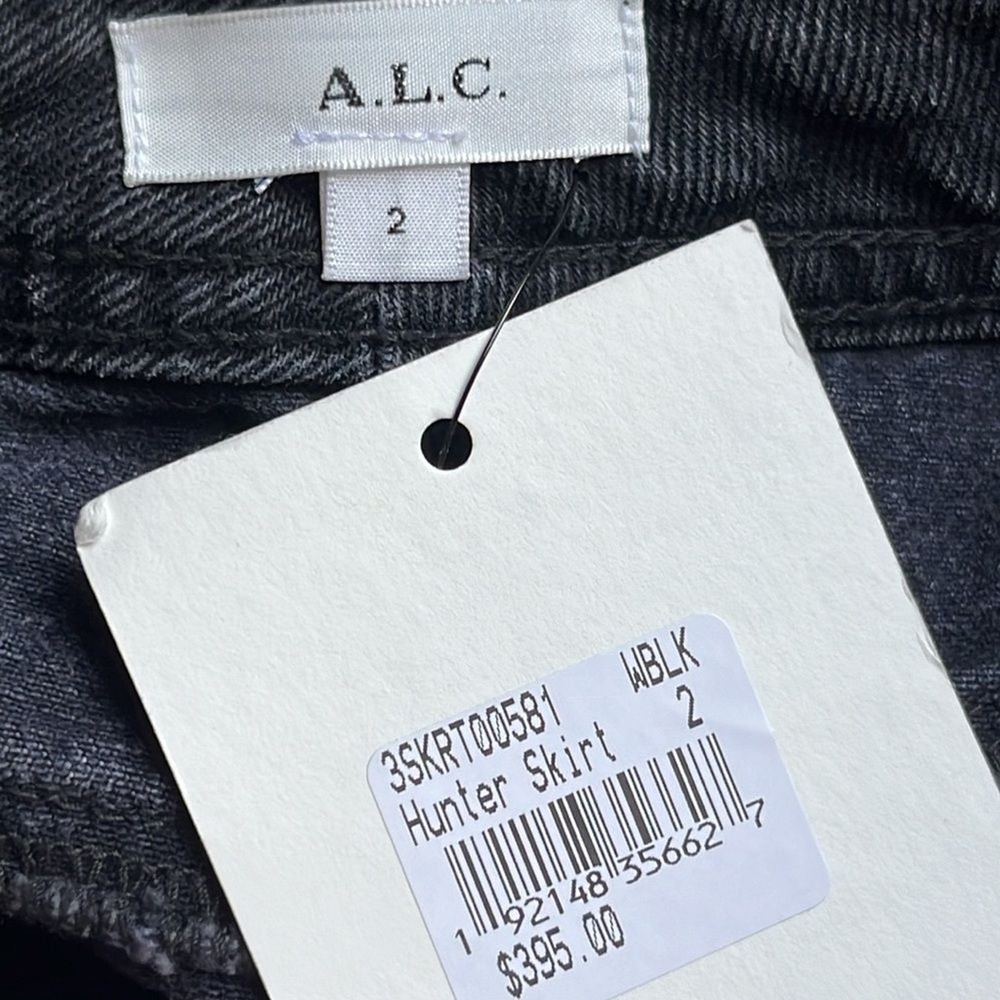 A.L.C.
2
3SKRT00581 WBLK
Hunter Skirt 2
1 92148 35662 7
$395.00